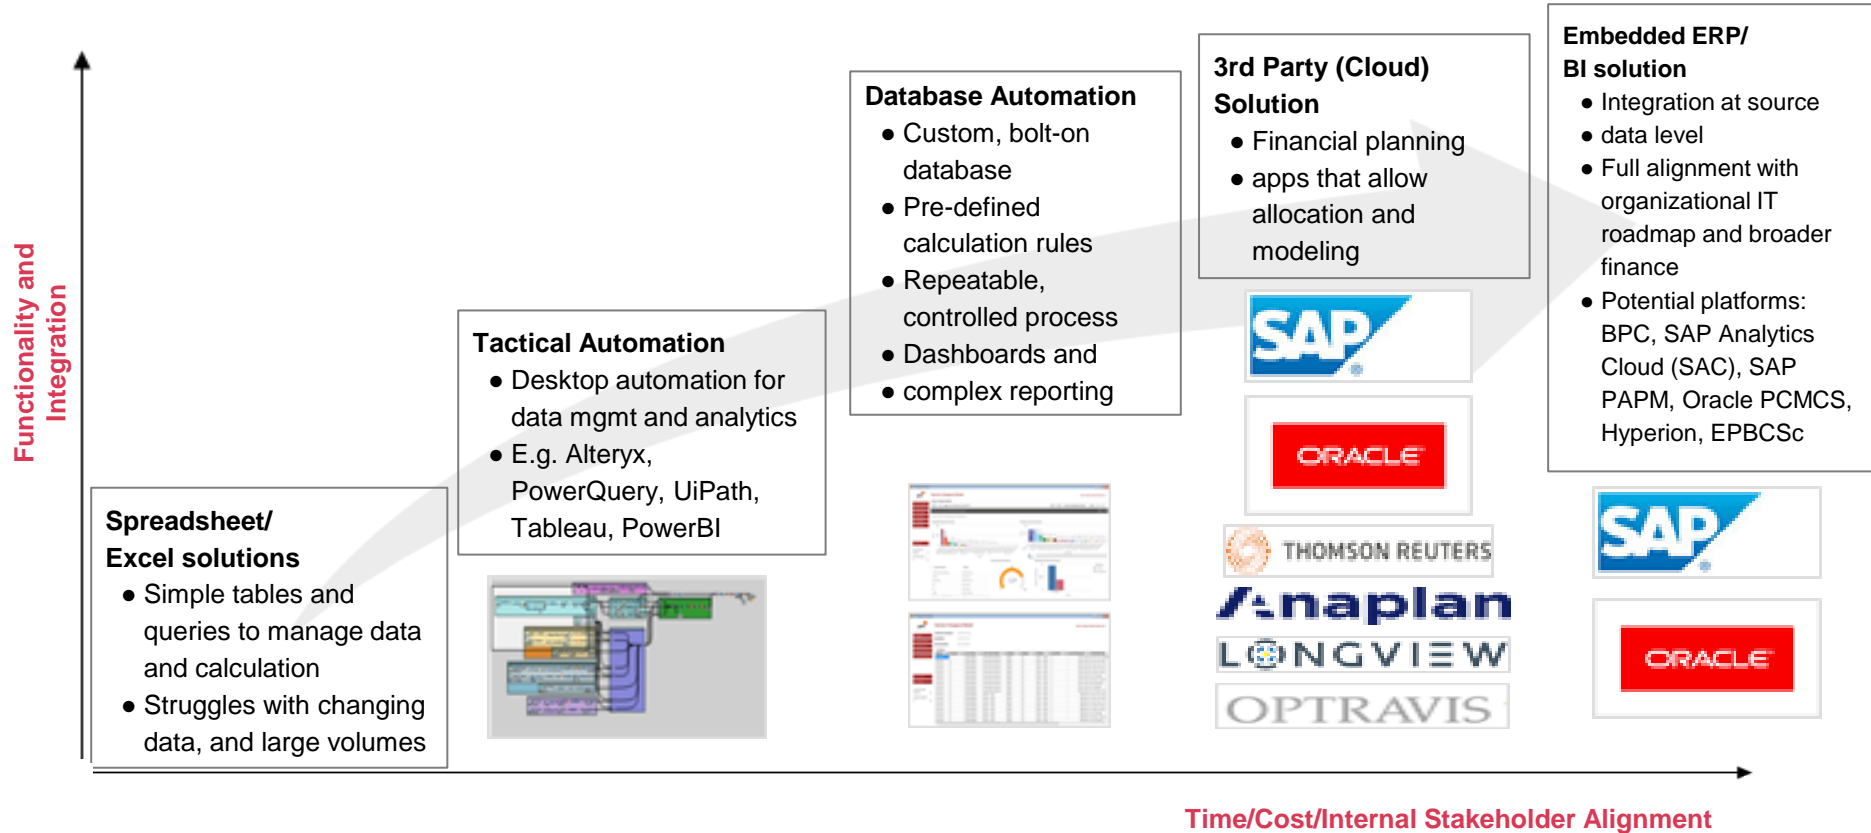 Functionality and
Integration
Spreadsheet/
Excel solutions
● Simple tables and
queries to manage data
and calculation
● Struggles with changing
data, and large volumes
Tactical Automation
● Desktop automation for
data mgmt and analytics
● E.g. Alteryx,
PowerQuery, UiPath,
Tableau, PowerBI
Database Automation
● Custom, bolt-on
database
● Pre-defined
calculation rules
● Repeatable,
controlled process
● Dashboards and
● complex reporting
3rd Party (Cloud)
Solution
● Financial planning
● apps that allow
allocation and
modeling
SAP
ORACLE
THOMSON REUTERS
Anaplan
LONGVIEW
OPTRAVIS
Embedded ERP/
BI solution
● Integration at source
● data level
● Full alignment with
organizational IT
roadmap and broader
finance
● Potential platforms:
BPC, SAP Analytics
Cloud (SAC), SAP
PAPM, Oracle PCMCS,
Hyperion, EPBCSc
SAP
ORACLE
Time/Cost/Internal Stakeholder Alignment